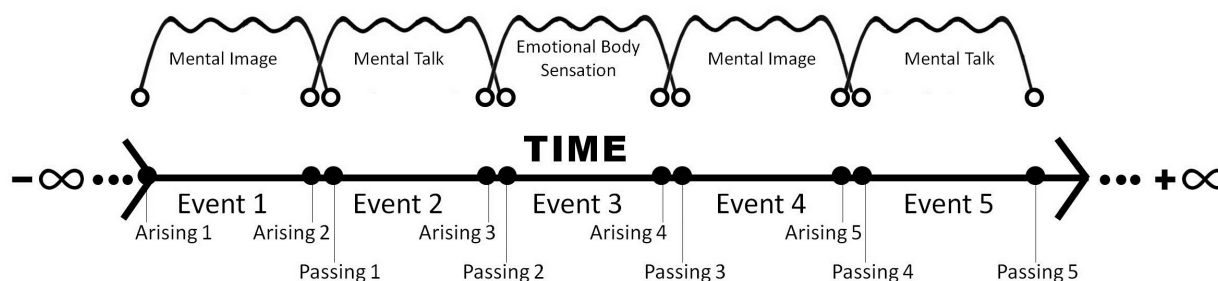 Mental Image
Mental Talk
Emotional Body
Sensation
Mental Image
Mental Talk
TIME
- ∞ •••
••• + ∞
Event 1
Event 2
Event 3
Event 4
Event 5
Arising 1
Arising 2
Arising 3
Arising 4
Arising 5
Passing 1
Passing 2
Passing 3
Passing 4
Passing 5